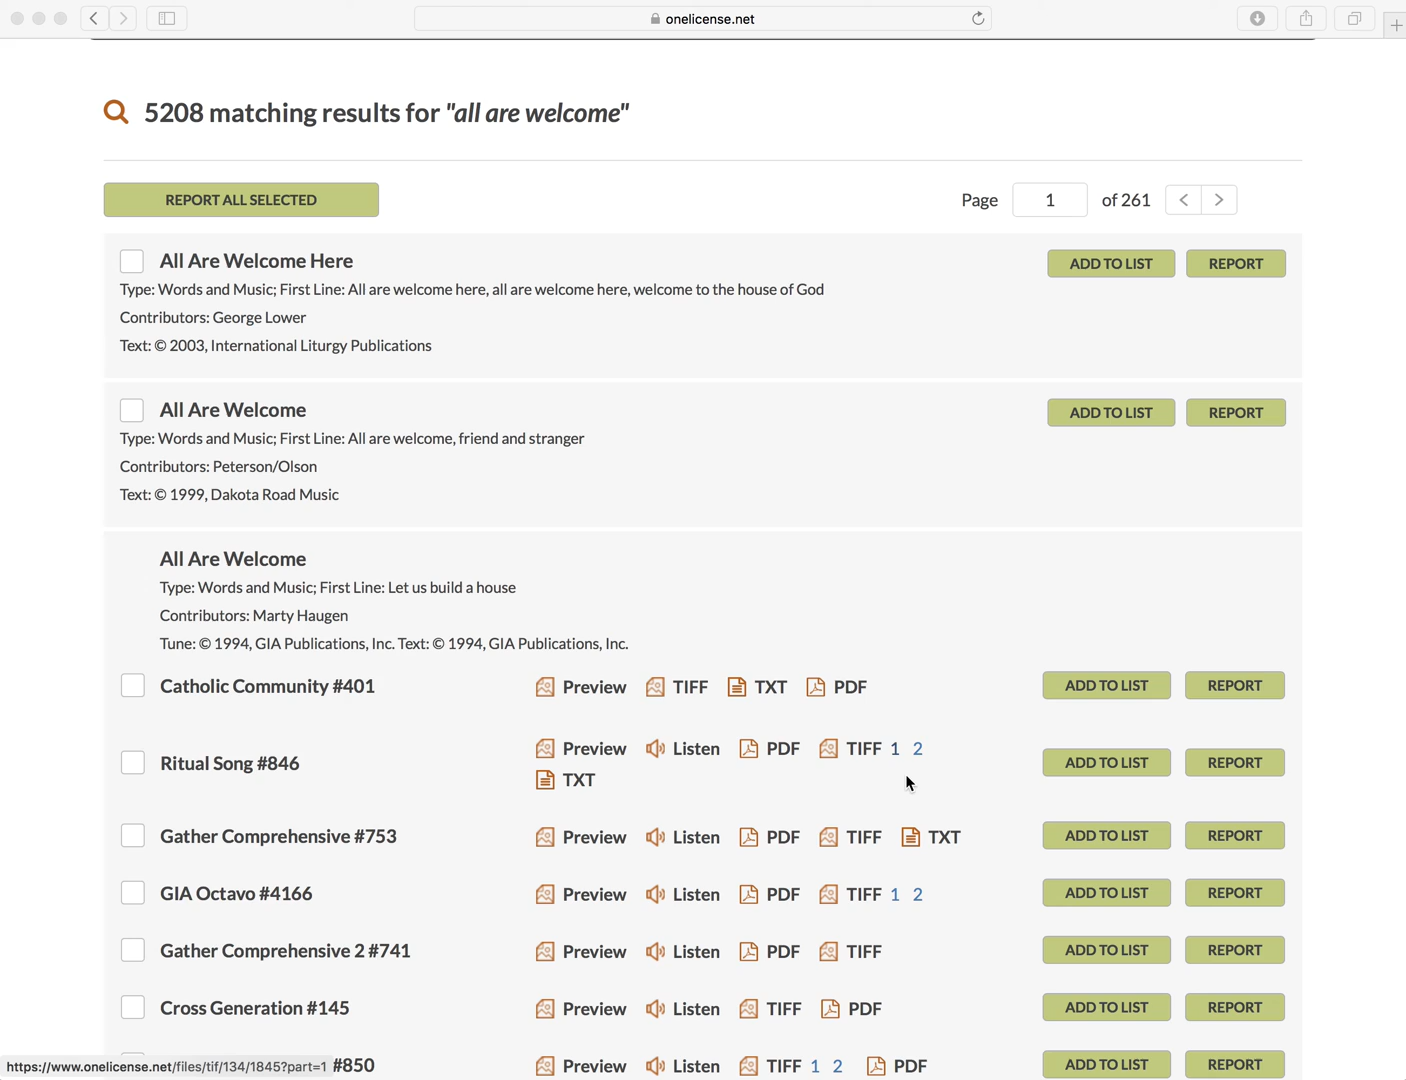 onelicense.net
5208 matching results for "all are welcome"
REPORT ALL SELECTED
Page 1 of 261 < >
All Are Welcome Here ADD TO LIST REPORT
Type: Words and Music; First Line: All are welcome here, all are welcome here, welcome to the house of God
Contributors: George Lower
Text: © 2003, International Liturgy Publications
All Are Welcome ADD TO LIST REPORT
Type: Words and Music; First Line: All are welcome, friend and stranger
Contributors: Peterson/Olson
Text: © 1999, Dakota Road Music
All Are Welcome
Type: Words and Music; First Line: Let us build a house
Contributors: Marty Haugen
Tune: © 1994, GIA Publications, Inc. Text: © 1994, GIA Publications, Inc.
Catholic Community #401 Preview TIFF TXT PDF ADD TO LIST REPORT
Ritual Song #846 Preview Listen PDF TIFF 1 2 ADD TO LIST REPORT
TXT
Gather Comprehensive #753 Preview Listen PDF TIFF TXT ADD TO LIST REPORT
GIA Octavo #4166 Preview Listen PDF TIFF 1 2 ADD TO LIST REPORT
Gather Comprehensive 2 #741 Preview Listen PDF TIFF ADD TO LIST REPORT
Cross Generation #145 Preview Listen TIFF PDF ADD TO LIST REPORT
https://www.onelicense.net/files/tif/134/1845?part=1 #850 Preview Listen TIFF 1 2 PDF ADD TO LIST REPORT